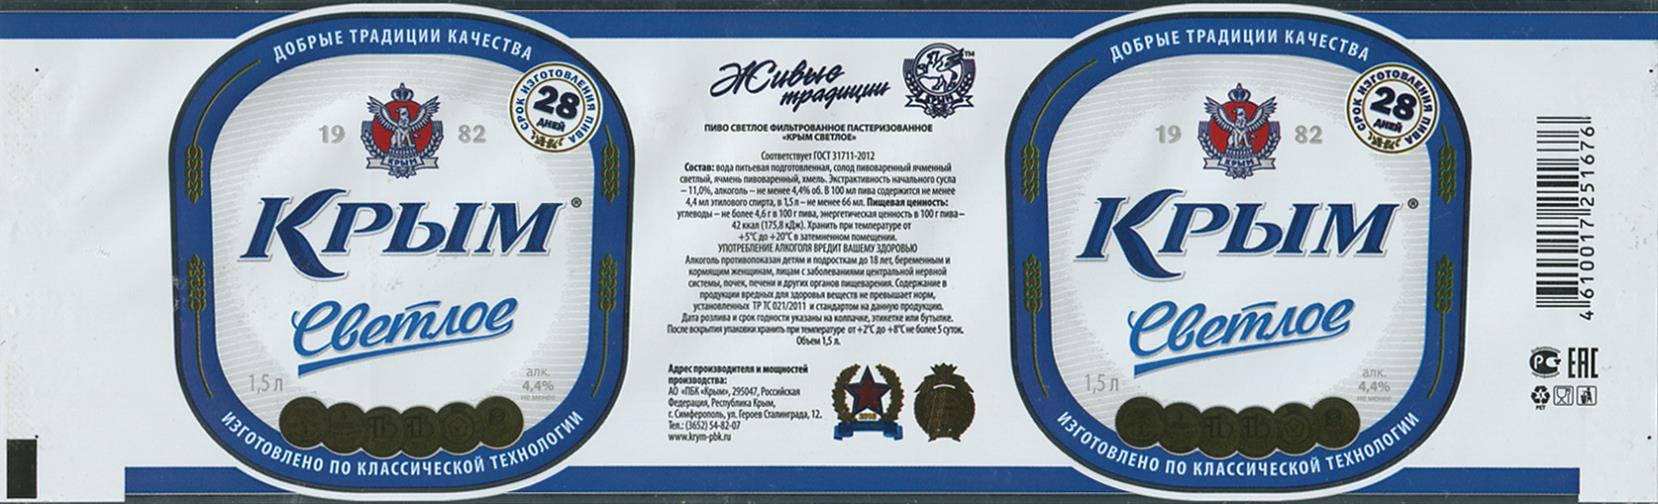 ДОБРЫЕ ТРАДИЦИИ КАЧЕСТВА
СРОК ИЗГОТОВЛЕНИЯ ПИВА
28
ДНЕЙ
19 82
КРЫМ
КРЫМ®
Светлое
1,5 л
алк.
4,4%
не менее
ИЗГОТОВЛЕНО ПО КЛАССИЧЕСКОЙ ТЕХНОЛОГИИ
Живые
традиции
TM
КРЫМ
ПИВО СВЕТЛОЕ ФИЛЬТРОВАННОЕ ПАСТЕРИЗОВАННОЕ
«КРЫМ СВЕТЛОЕ»
Соответствует ГОСТ 31711-2012
Состав: вода питьевая подготовленная, солод пивоваренный ячменный
светлый, ячмень пивоваренный, хмель. Экстрактивность начального сусла
– 11,0%, алкоголь – не менее 4,4% об. В 100 мл пива содержится не менее
4,4 мл этилового спирта, в 1,5 л – не менее 66 мл. Пищевая ценность:
углеводы – не более 4,6 г в 100 г пива, энергетическая ценность в 100 г пива –
42 ккал (175,8 кДж). Хранить при температуре от
+5°С до +20°С в затемненном помещении.
УПОТРЕБЛЕНИЕ АЛКОГОЛЯ ВРЕДИТ ВАШЕМУ ЗДОРОВЬЮ
Алкоголь противопоказан детям и подросткам до 18 лет, беременным и
кормящим женщинам, лицам с заболеваниями центральной нервной
системы, почек, печени и других органов пищеварения. Содержание в
продукции вредных для здоровья веществ не превышает норм,
установленных ТР ТС 021/2011 и стандартом на данную продукцию.
Дата розлива и срок годности указаны на колпачке, этикетке или бутылке.
После вскрытия упаковки хранить при температуре от +2°С до +8°С не более 5 суток.
Объем 1,5 л.
Адрес производителя и мощностей
производства:
АО «ПБК «Крым», 295047, Российская
Федерация, Республика Крым,
г. Симферополь, ул. Героев Сталинграда, 12.
Тел.: (3652) 54-82-07
www.krym-pbk.ru
ДОБРЫЕ ТРАДИЦИИ КАЧЕСТВА
СРОК ИЗГОТОВЛЕНИЯ ПИВА
28
ДНЕЙ
19 82
КРЫМ
КРЫМ®
Светлое
1,5 л
алк.
4,4%
не менее
ИЗГОТОВЛЕНО ПО КЛАССИЧЕСКОЙ ТЕХНОЛОГИИ
4 610017 251676
РС ЕАС
PET